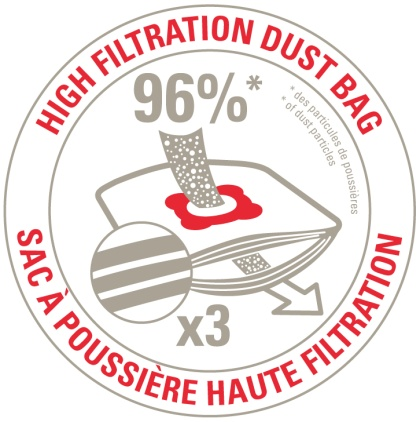 HIGH FILTRATION DUST BAG
96%*
* des particules de poussières
* of dust particles
x3
SAC À POUSSIÈRE HAUTE FILTRATION